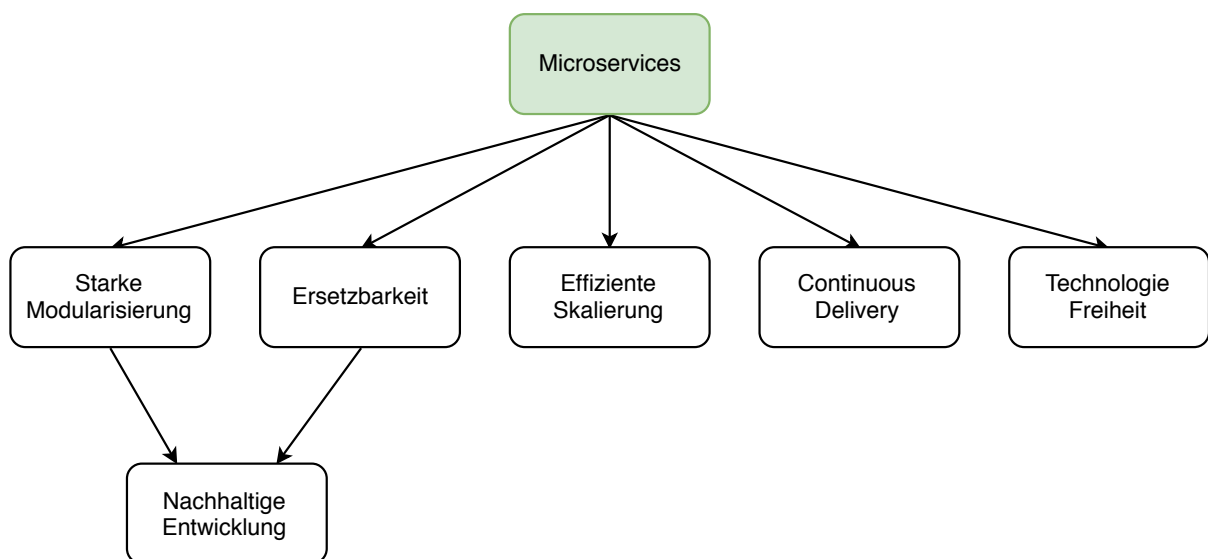 Microservices
Starke
Modularisierung
Ersetzbarkeit
Effiziente
Skalierung
Continuous
Delivery
Technologie
Freiheit
Nachhaltige
Entwicklung